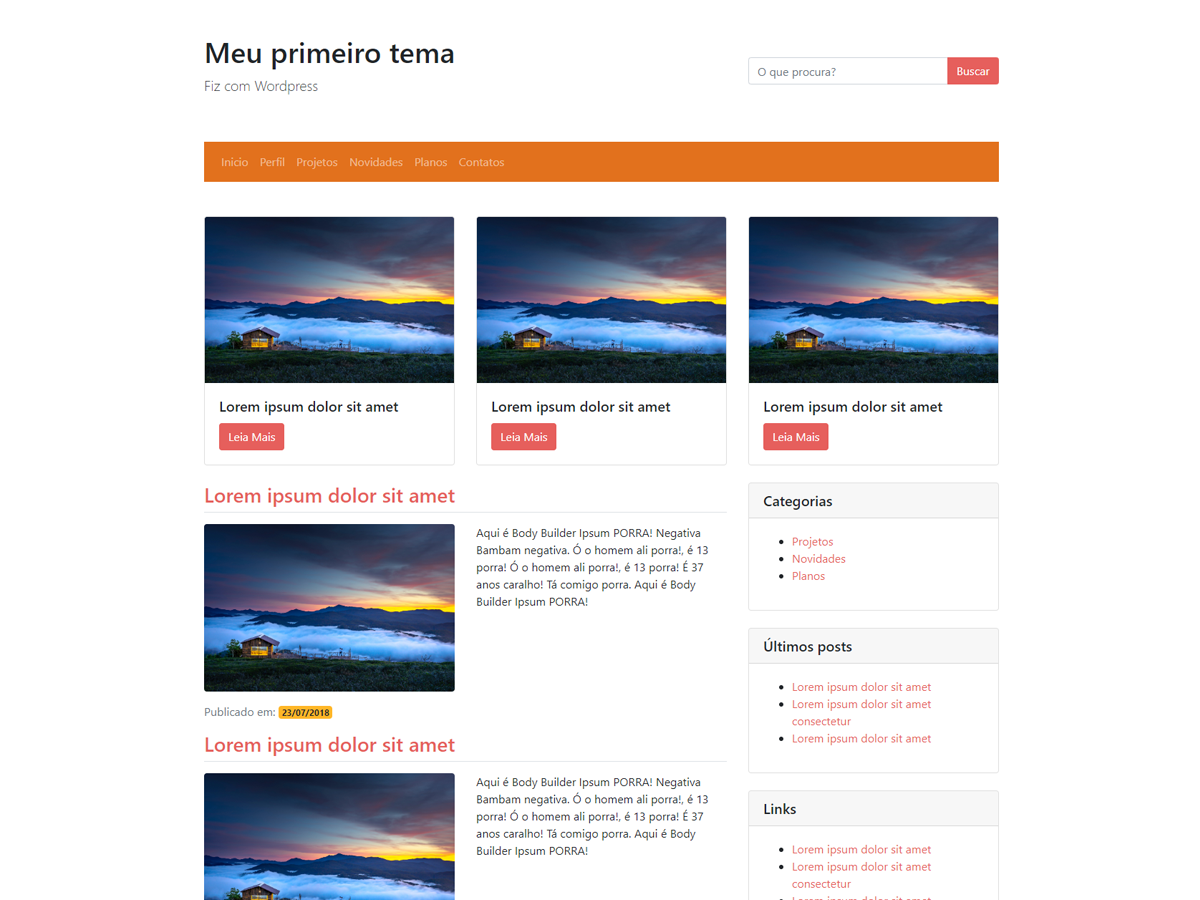 Meu primeiro tema
Fiz com Wordpress
O que procura?
Buscar
Inicio Perfil Projetos Novidades Planos Contatos
Lorem ipsum dolor sit amet
Leia Mais
Lorem ipsum dolor sit amet
Leia Mais
Lorem ipsum dolor sit amet
Leia Mais
Lorem ipsum dolor sit amet
Aqui é Body Builder Ipsum PORRA! Negativa
Bambam negativa. Ó o homem ali porra!, é 13
porra! Ó o homem ali porra!, é 13 porra! É 37
anos caralho! Tá comigo porra. Aqui é Body
Builder Ipsum PORRA!
Publicado em: 23/07/2018
Lorem ipsum dolor sit amet
Aqui é Body Builder Ipsum PORRA! Negativa
Bambam negativa. Ó o homem ali porra!, é 13
porra! Ó o homem ali porra!, é 13 porra! É 37
anos caralho! Tá comigo porra. Aqui é Body
Builder Ipsum PORRA!
Categorias
Projetos
Novidades
Planos
Últimos posts
Lorem ipsum dolor sit amet
Lorem ipsum dolor sit amet
consectetur
Lorem ipsum dolor sit amet
Links
Lorem ipsum dolor sit amet
Lorem ipsum dolor sit amet
consectetur